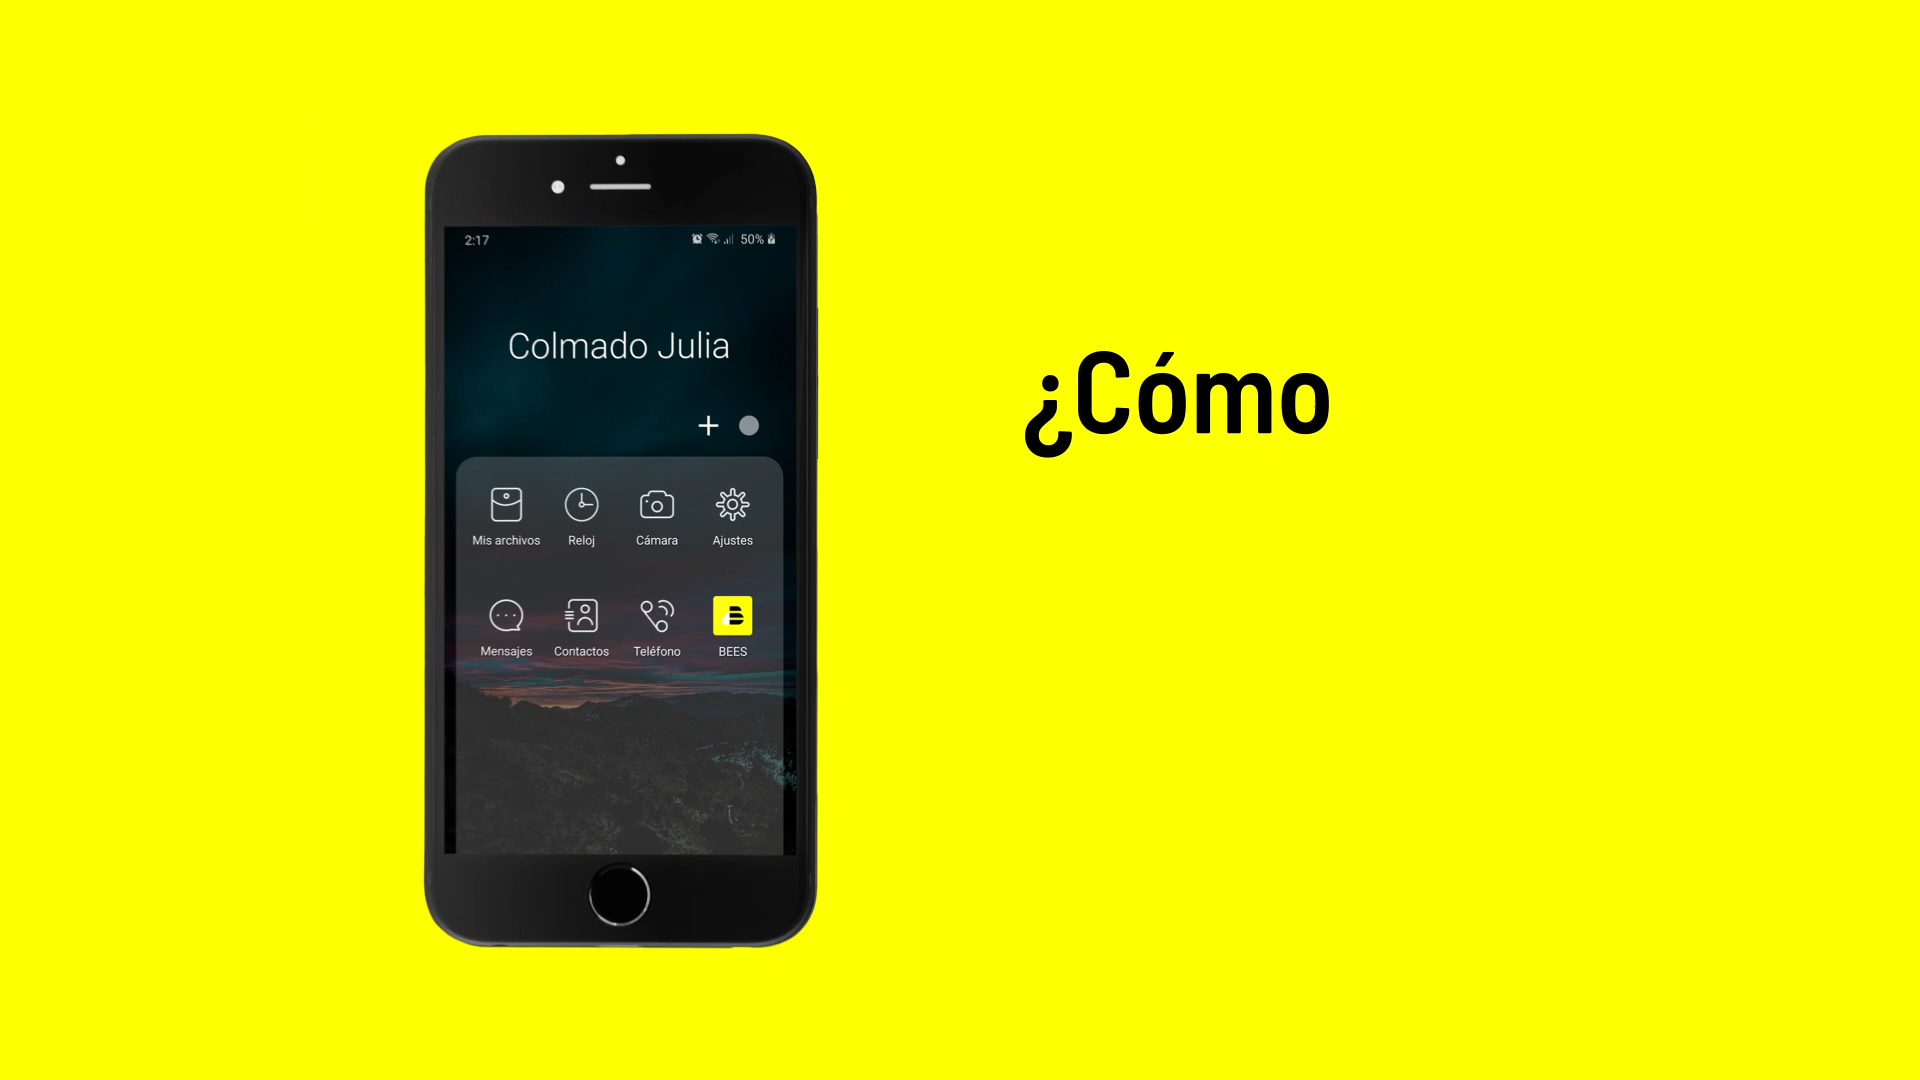 2:17
50%
Colmado Julia
¿Cómo
Mis archivos
Reloj
Cámara
Ajustes
Mensajes
Contactos
Teléfono
BEES